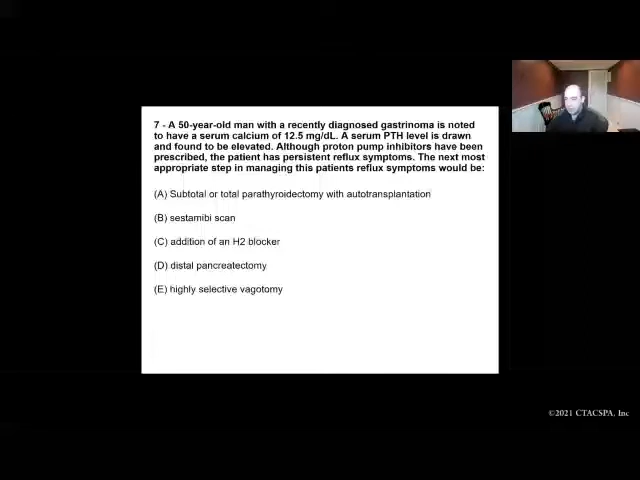 7 - A 50-year-old man with a recently diagnosed gastrinoma is noted
to have a serum calcium of 12.5 mg/dL. A serum PTH level is drawn
and found to be elevated. Although proton pump inhibitors have been
prescribed, the patient has persistent reflux symptoms. The next most
appropriate step in managing this patients reflux symptoms would be:
(A) Subtotal or total parathyroidectomy with autotransplantation
(B) sestamibi scan
(C) addition of an H2 blocker
(D) distal pancreatectomy
(E) highly selective vagotomy
©2021 CTACSPA, Inc